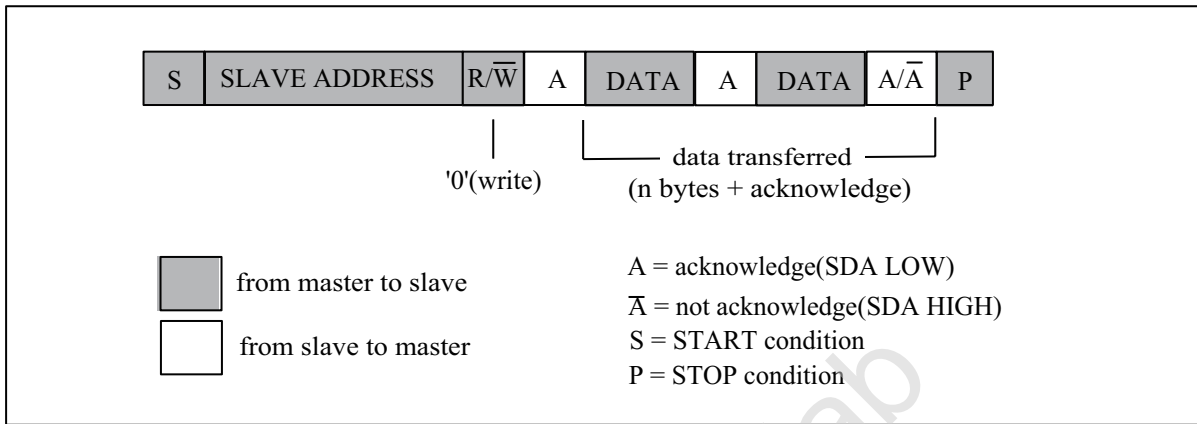 S SLAVE ADDRESS R/W̅ A DATA A DATA A/A̅ P
data transferred
'0'(write)
(n bytes + acknowledge)
from master to slave
from slave to master
A = acknowledge(SDA LOW)
A̅ = not acknowledge(SDA HIGH)
S = START condition
P = STOP condition